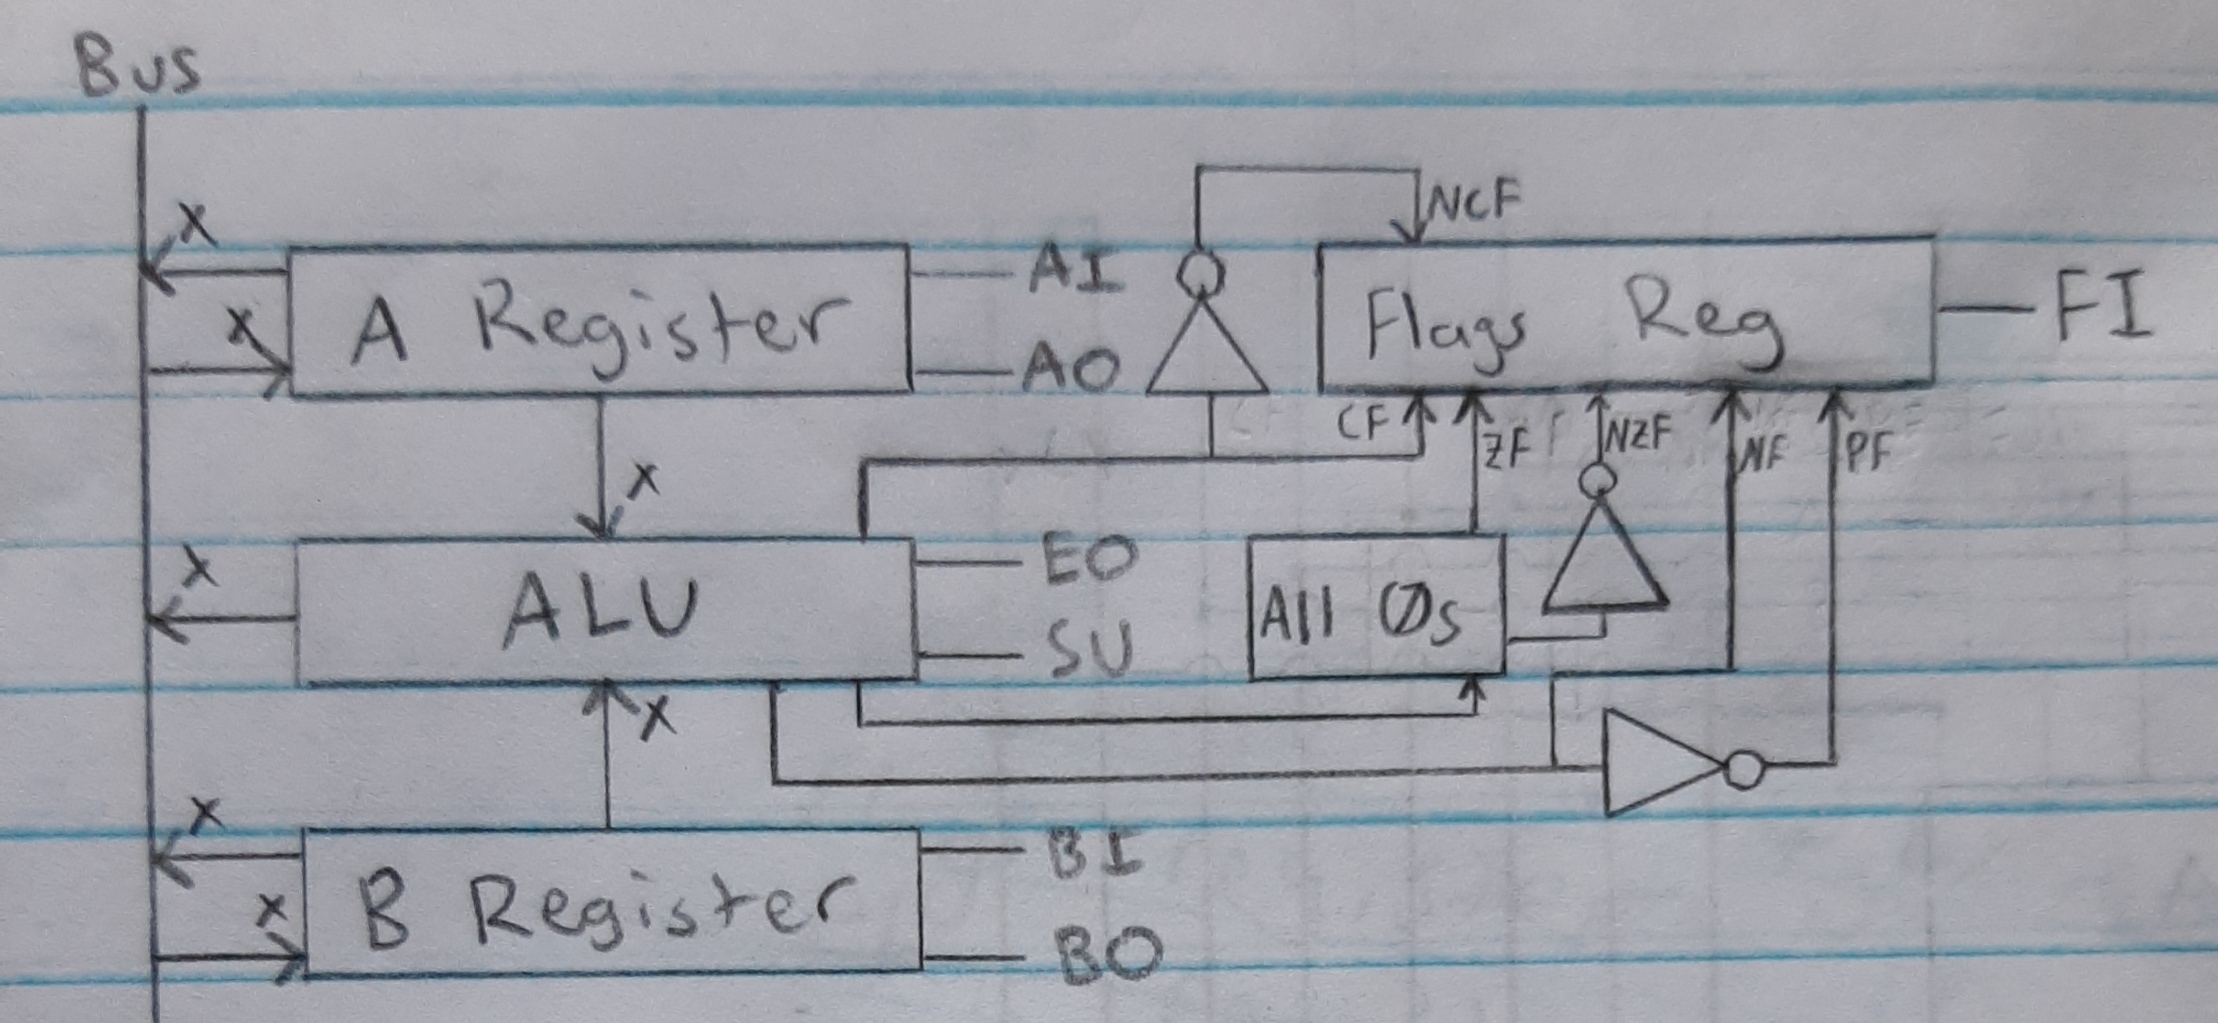 Bus
X
NCF
X
A Register
AI
AO
Flags Reg
FI
CF
ZF
NZF
NF
PF
X
X
ALU
EO
SU
All 0s
X
X
X
B Register
BI
BO